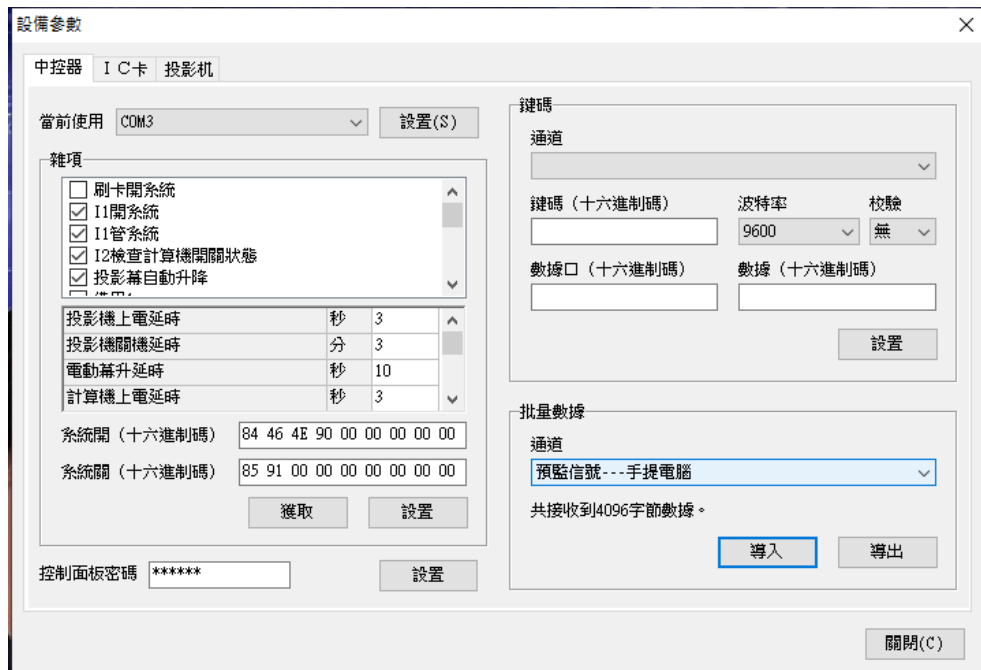 設備參數
中控器 ＩＣ卡 投影机
當前使用 COM3 設置(S)
雜項
刷卡開系統
I1開系統
I1管系統
I2檢查計算機開關狀態
投影幕自動升降
投影機上電延時 秒 3
投影機關機延時 分 3
電動幕升延時 秒 10
計算機上電延時 秒 3
系統開（十六進制碼） 84 46 4E 90 00 00 00 00 00
系統關（十六進制碼） 85 91 00 00 00 00 00 00 00
獲取 設置
控制面板密碼 ****** 設置
鍵碼
通道
鍵碼（十六進制碼） 波特率 校驗
9600 無
數據口（十六進制碼） 數據（十六進制碼）
設置
批量數據
通道
預監信號---手提電腦
共接收到4096字節數據。
導入 導出
關閉(C)